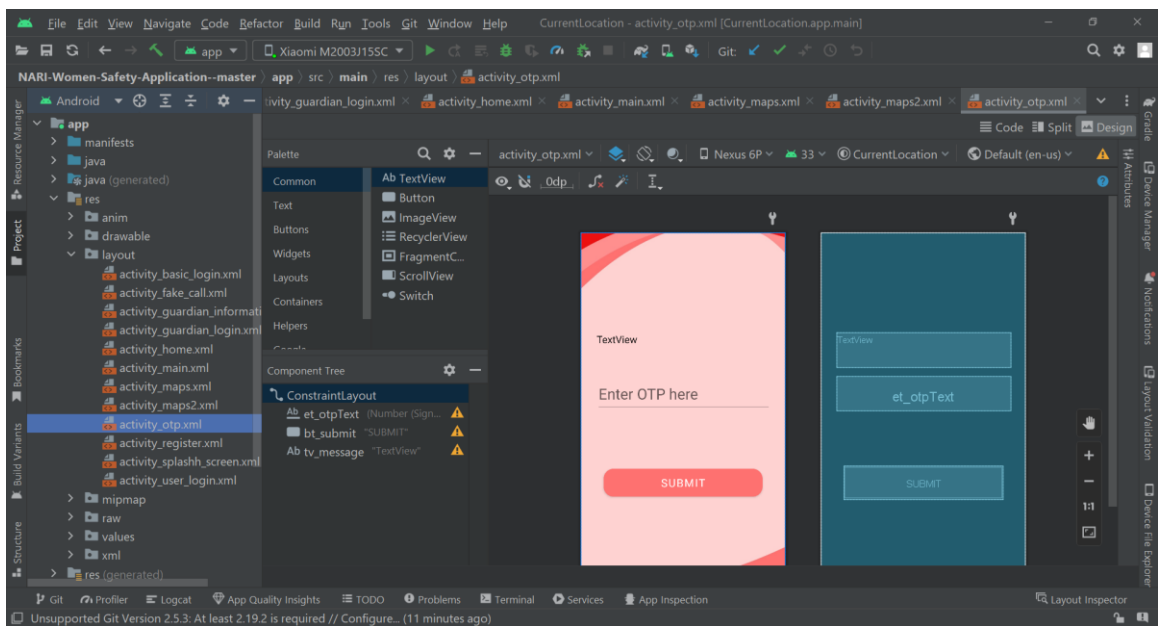 File Edit View Navigate Code Refactor Build Run Tools Git Window Help CurrentLocation - activity_otp.xml [CurrentLocation.app.main]
app Xiaomi M2003J15SC Git:
NARI-Women-Safety-Application--master app src main res layout activity_otp.xml
Android tivity_guardian_login.xml activity_home.xml activity_main.xml activity_maps.xml activity_maps2.xml activity_otp.xml
Code Split Design
Resource Manager
Project
Bookmarks
Build Variants
Structure
app
manifests
java
java (generated)
res
anim
drawable
layout
activity_basic_login.xml
activity_fake_call.xml
activity_guardian_informati
activity_guardian_login.xml
activity_home.xml
activity_main.xml
activity_maps.xml
activity_maps2.xml
activity_otp.xml
activity_register.xml
activity_splashh_screen.xml
activity_user_login.xml
mipmap
raw
values
xml
res (generated)
Palette
Common
Text
Buttons
Widgets
Layouts
Containers
Helpers
Google
Ab TextView
Button
ImageView
RecyclerView
FragmentC...
ScrollView
Switch
Component Tree
ConstraintLayout
Ab et_otpText (Number (Sign...
bt_submit "SUBMIT"
Ab tv_message "TextView"
activity_otp.xml Nexus 6P 33 CurrentLocation Default (en-us)
0dp
TextView
Enter OTP here
SUBMIT
TextView
et_otpText
SUBMIT
1:1
Attributes
Gradle
Device Manager
Notifications
Layout Validation
Device File Explorer
Git Profiler Logcat App Quality Insights TODO Problems Terminal Services App Inspection Layout Inspector
Unsupported Git Version 2.5.3: At least 2.19.2 is required // Configure... (11 minutes ago)